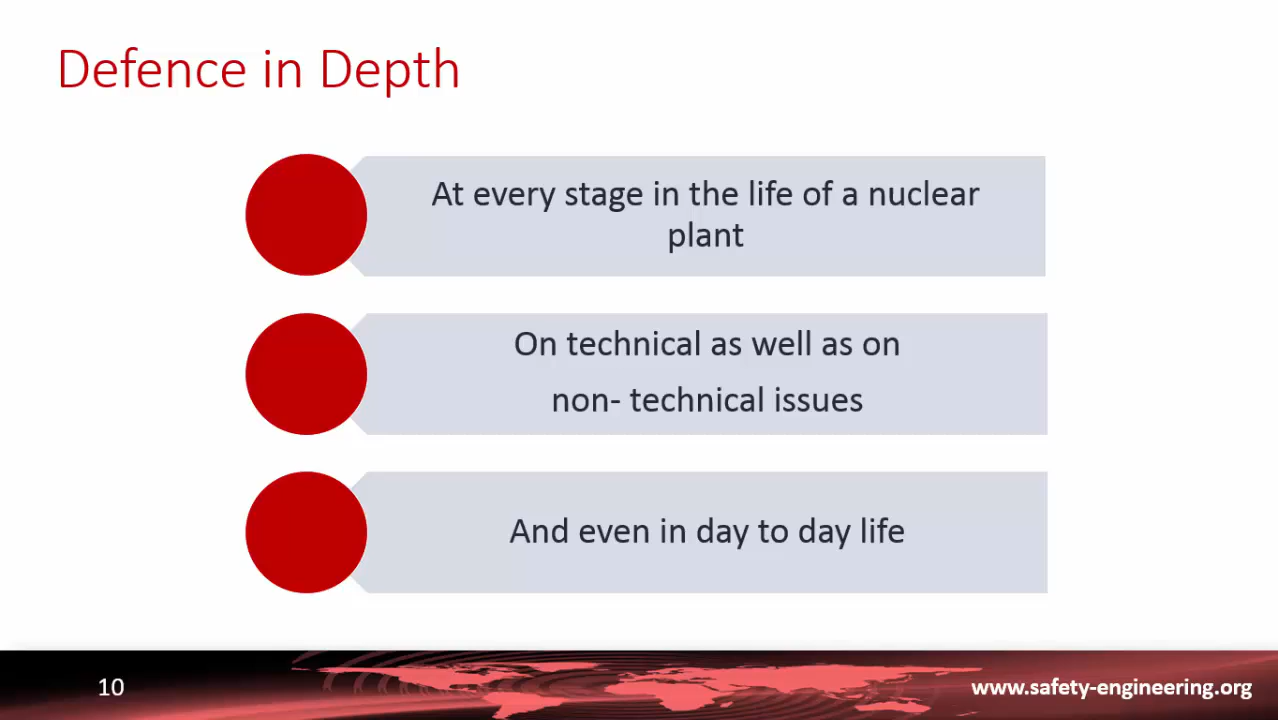 Defence in Depth
At every stage in the life of a nuclear
plant
On technical as well as on
non- technical issues
And even in day to day life
10
www.safety-engineering.org